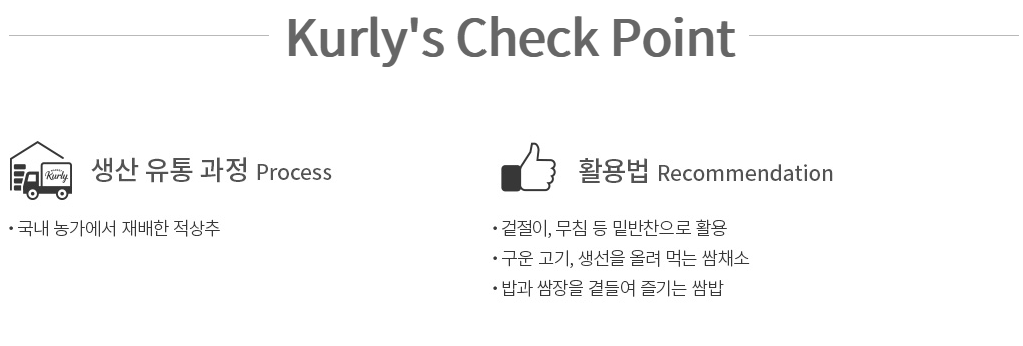 Kurly's Check Point
Kurly
생산 유통 과정 Process
• 국내 농가에서 재배한 적상추
활용법 Recommendation
• 겉절이, 무침 등 밑반찬으로 활용
• 구운 고기, 생선을 올려 먹는 쌈채소
• 밥과 쌈장을 곁들여 즐기는 쌈밥